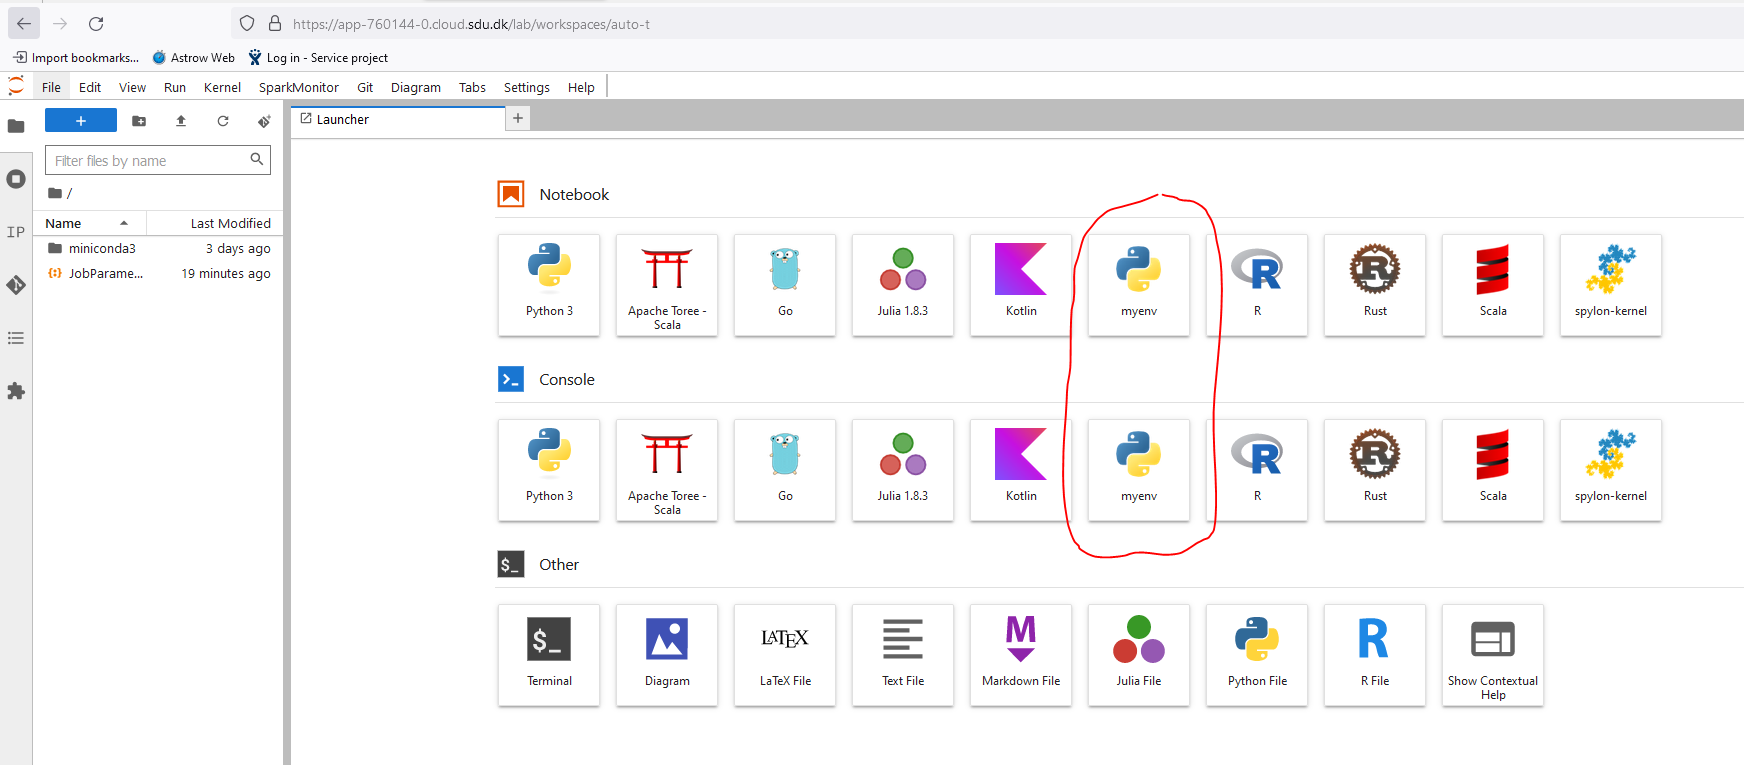 https://app-760144-0.cloud.sdu.dk/lab/workspaces/auto-t
Import bookmarks... Astrow Web Log in - Service project
File Edit View Run Kernel SparkMonitor Git Diagram Tabs Settings Help
+
Launcher +
Filter files by name
/
IP
Name Last Modified
miniconda3 3 days ago
JobParame... 19 minutes ago
Notebook
Python 3
Apache Toree - Scala
Go
Julia 1.8.3
Kotlin
myenv
R
R
R
Rust
Scala
spylon-kernel
>_ Console
Python 3
Apache Toree - Scala
Go
Julia 1.8.3
Kotlin
myenv
R
R
R
Rust
Scala
spylon-kernel
$_ Other
$_
Terminal
Diagram
LATEX
LaTeX File
Text File
M
Markdown File
Julia File
Python File
R
R File
Show Contextual Help